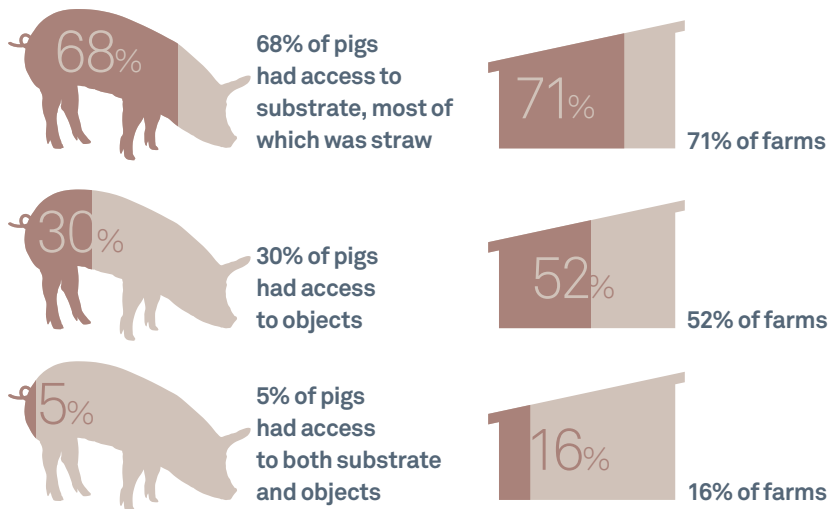 68%
68% of pigs
had access to
substrate, most of
which was straw
71%
71% of farms
30%
30% of pigs
had access
to objects
52%
52% of farms
5%
5% of pigs
had access
to both substrate
and objects
16%
16% of farms